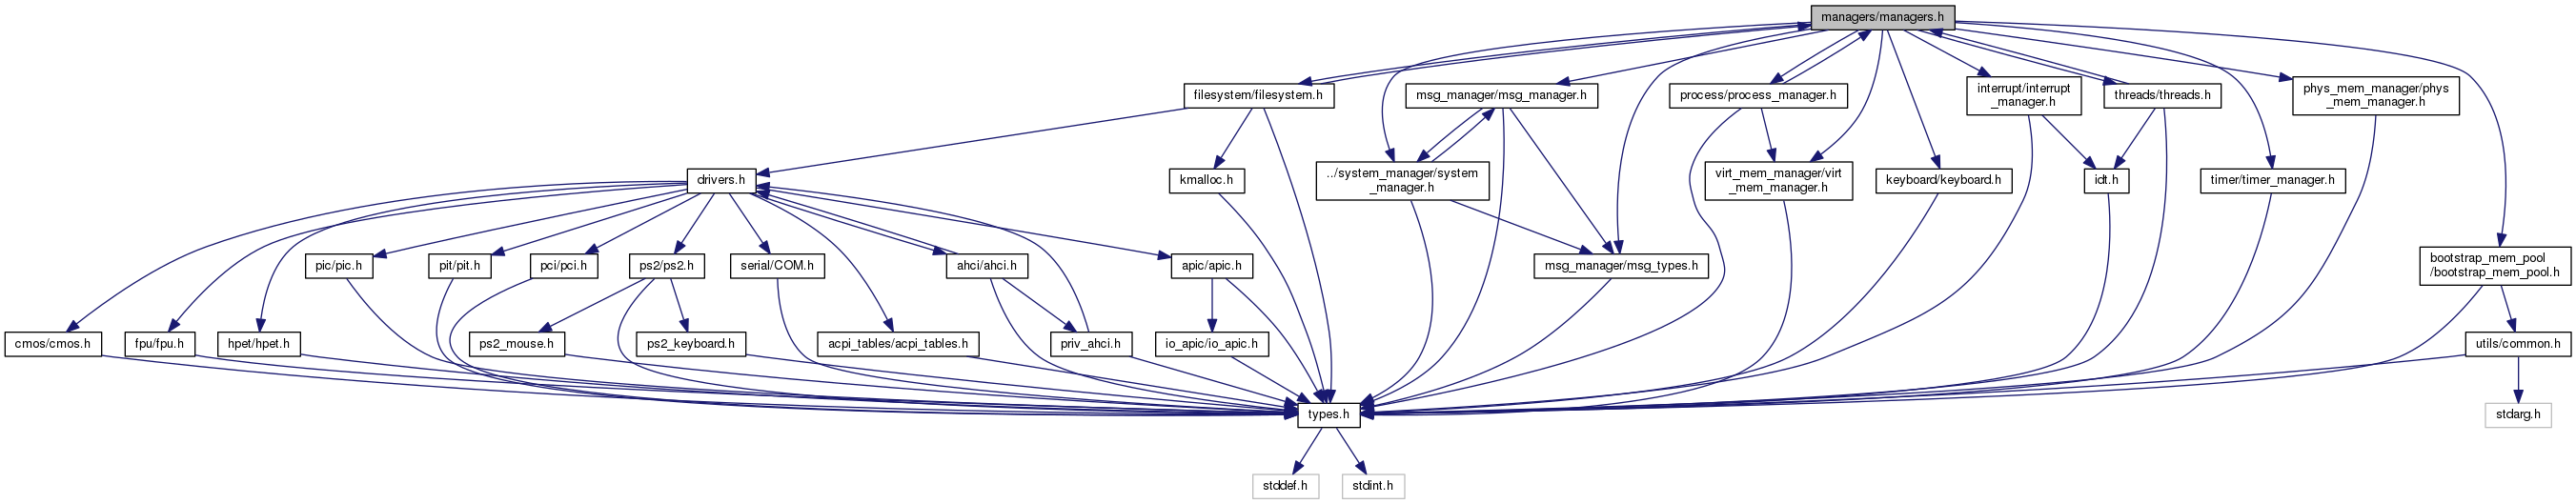 managers/managers.h
filesystem/filesystem.h
msg_manager/msg_manager.h
process/process_manager.h
interrupt/interrupt
_manager.h
threads/threads.h
phys_mem_manager/phys
_mem_manager.h
drivers.h
kmalloc.h
../system_manager/system
_manager.h
virt_mem_manager/virt
_mem_manager.h
keyboard/keyboard.h
idt.h
timer/timer_manager.h
pic/pic.h
pit/pit.h
pci/pci.h
ps2/ps2.h
serial/COM.h
ahci/ahci.h
apic/apic.h
msg_manager/msg_types.h
bootstrap_mem_pool
/bootstrap_mem_pool.h
cmos/cmos.h
fpu/fpu.h
hpet/hpet.h
ps2_mouse.h
ps2_keyboard.h
acpi_tables/acpi_tables.h
priv_ahci.h
io_apic/io_apic.h
utils/common.h
types.h
stdarg.h
stddef.h
stdint.h